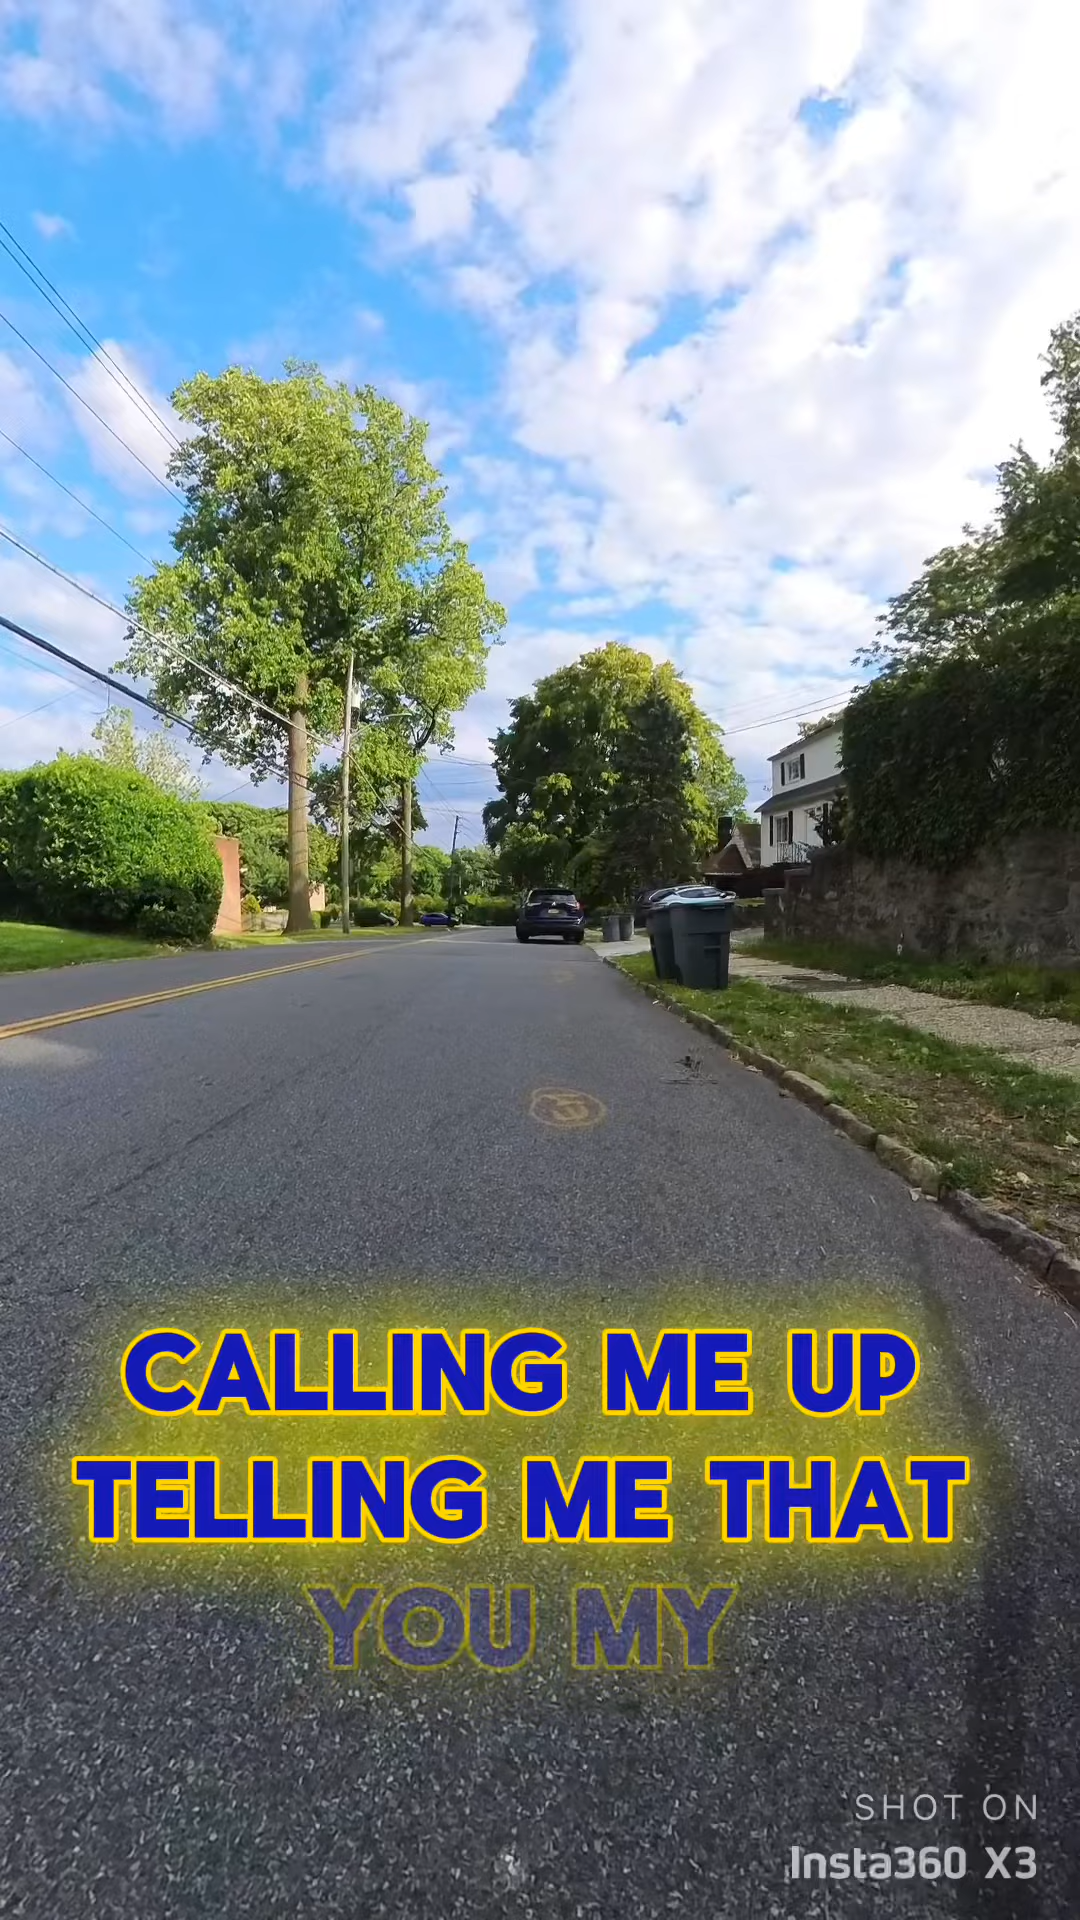 CALLING ME UP
TELLING ME THAT
YOU MY
SHOT ON
Insta360 X3